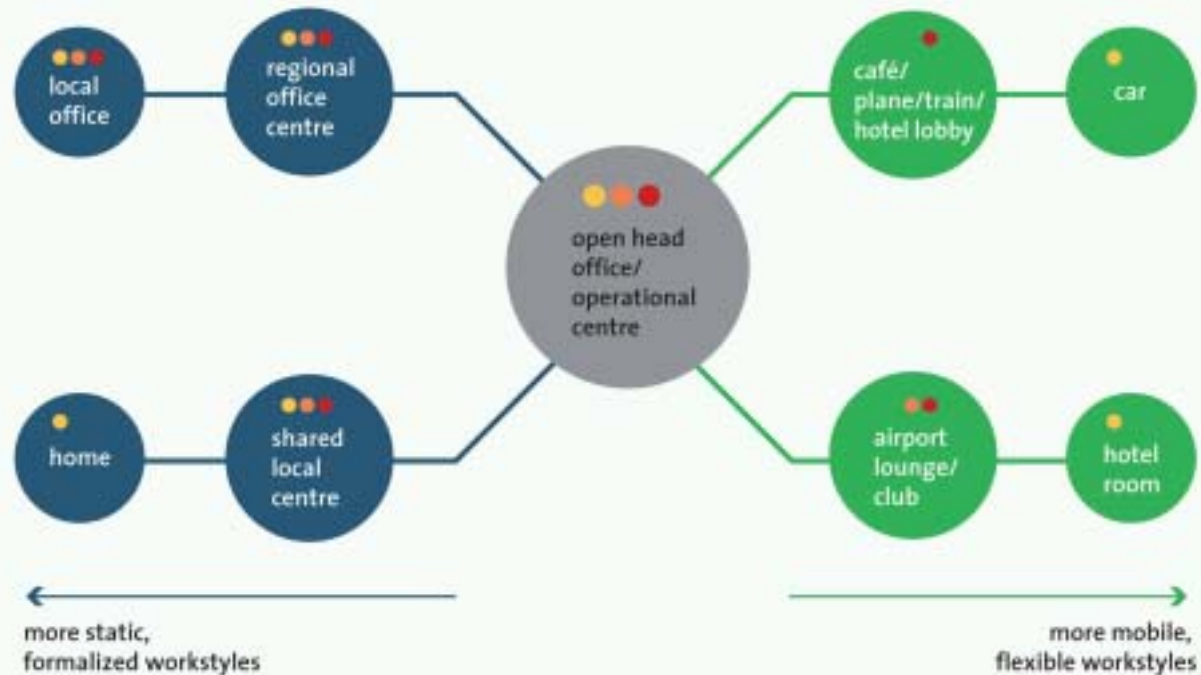 local
office
regional
office
centre
café/
plane/train/
hotel lobby
car
open head
office/
operational
centre
home
shared
local
centre
airport
lounge/
club
hotel
room
more static,
formalized workstyles
more mobile,
flexible workstyles